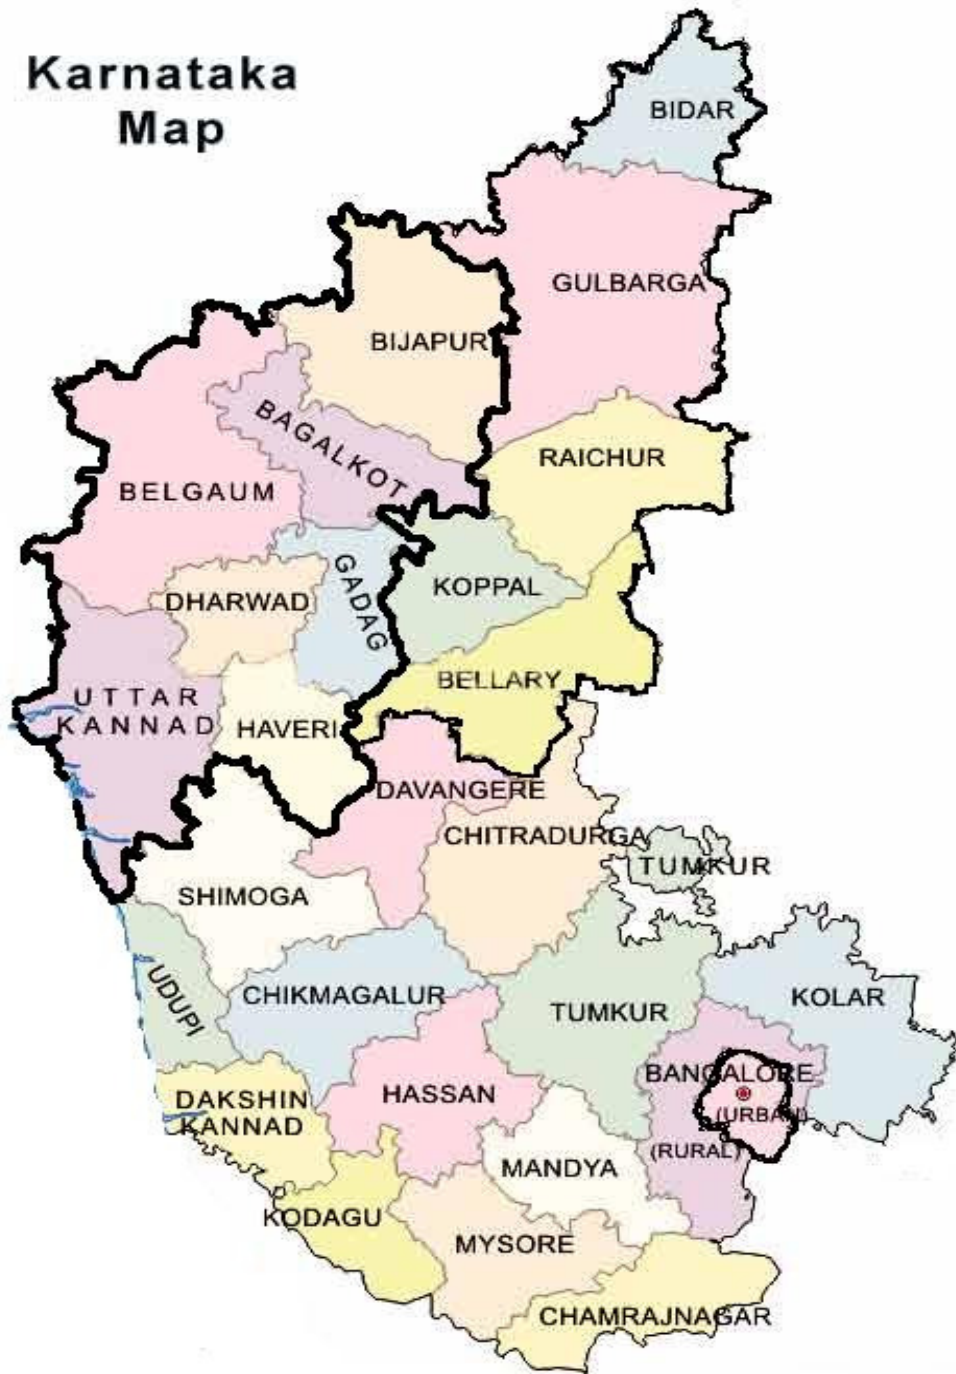 Karnataka
Map
BIDAR
GULBARGA
BIJAPUR
BAGALKOT
RAICHUR
BELGAUM
GADAG
KOPPAL
DHARWAD
BELLARY
UTTAR
KANNAD
HAVERI
DAVANGERE
CHITRADURGA
TUMKUR
SHIMOGA
UDUPI
CHIKMAGALUR
KOLAR
TUMKUR
BANGALORE
(URBAN)
HASSAN
DAKSHIN
KANNAD
(RURAL)
MANDYA
KODAGU
MYSORE
CHAMRAJNAGAR